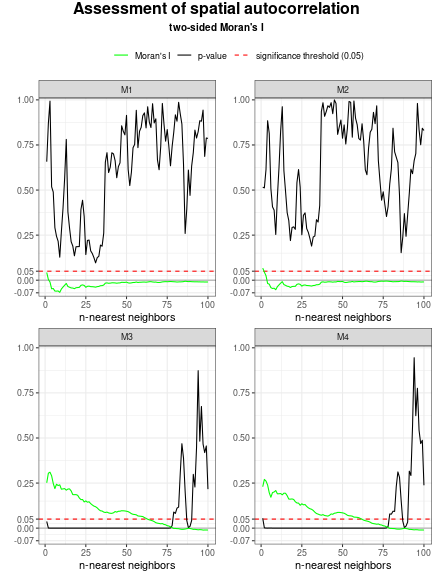 Assessment of spatial autocorrelation
two-sided Moran's I
Moran's I p-value significance threshold (0.05)
M1 M2
1.00 1.00
0.75 0.75
0.50 0.50
0.25 0.25
0.05 0.05
0.00 0.00
-0.07 -0.07
0 25 50 75 100 0 25 50 75 100
n-nearest neighbors n-nearest neighbors
M3 M4
1.00 1.00
0.75 0.75
0.50 0.50
0.25 0.25
0.05 0.05
0.00 0.00
-0.07 -0.07
0 25 50 75 100 0 25 50 75 100
n-nearest neighbors n-nearest neighbors